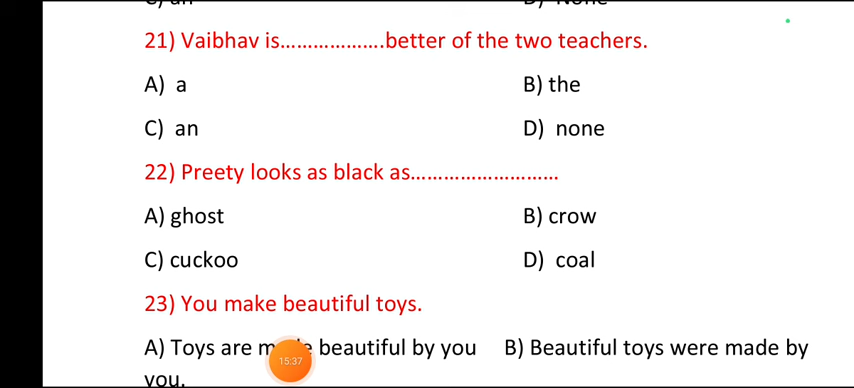 21) Vaibhav is...................better of the two teachers.
A) a B) the
C) an D) none
22) Preety looks as black as...........................
A) ghost B) crow
C) cuckoo D) coal
23) You make beautiful toys.
A) Toys are made beautiful by you B) Beautiful toys were made by
you.
15:37